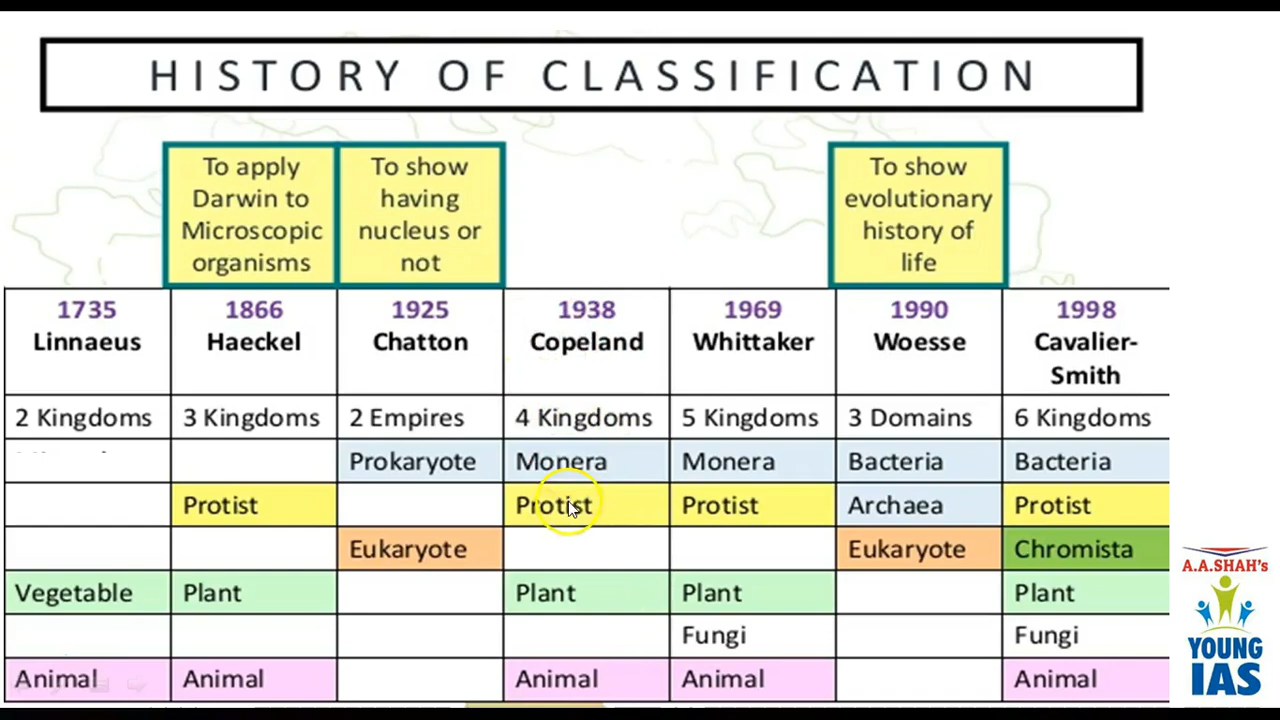 HISTORY OF CLASSIFICATION
To apply
Darwin to
Microscopic
organisms
To show
having
nucleus or
not
To show
evolutionary
history of
life
1735
Linnaeus
1866
Haeckel
1925
Chatton
1938
Copeland
1969
Whittaker
1990
Woesse
1998
Cavalier-
Smith
2 Kingdoms 3 Kingdoms 2 Empires 4 Kingdoms 5 Kingdoms 3 Domains 6 Kingdoms
Prokaryote Monera Monera Bacteria Bacteria
Protist Protist Protist Archaea Protist
Eukaryote Eukaryote Chromista
Vegetable Plant Plant Plant Plant
Fungi Fungi
Animal Animal Animal Animal Animal
A.A.SHAH's
YOUNG
IAS